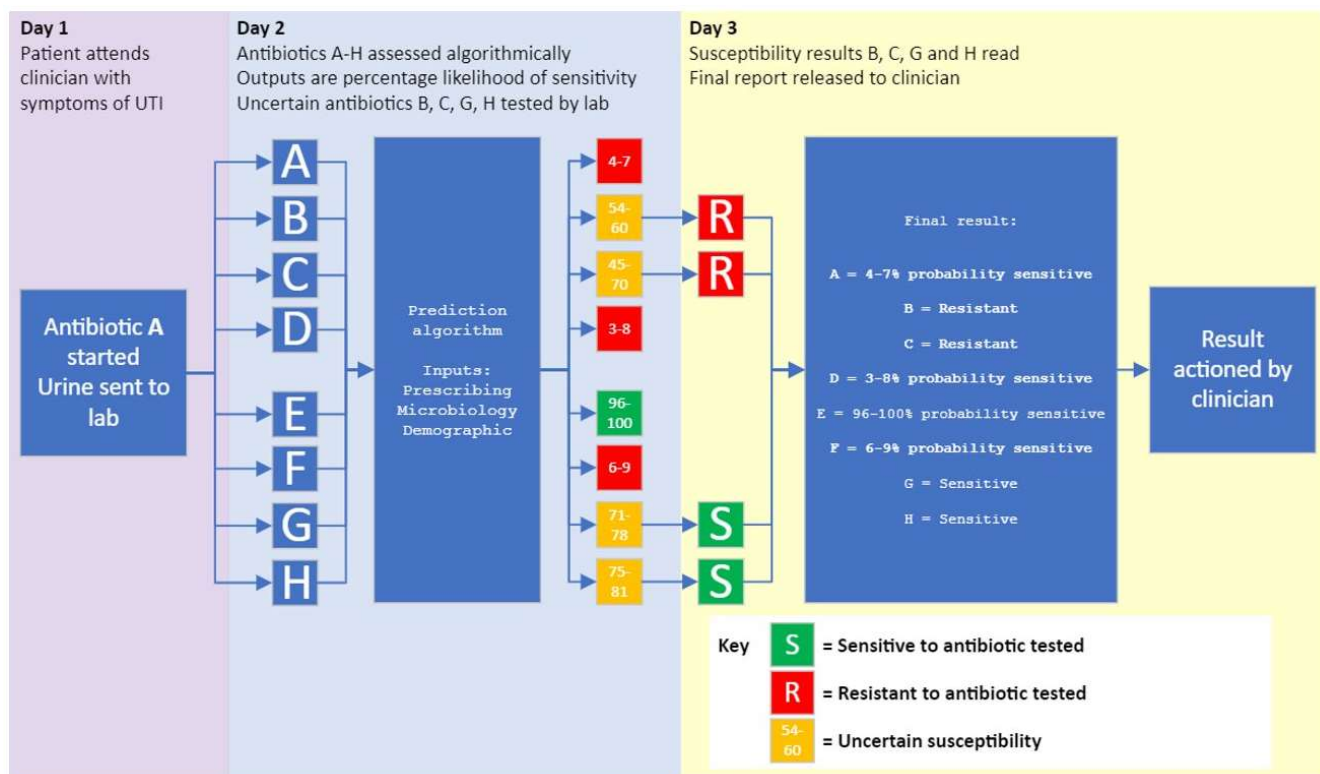 Day 1
Patient attends
clinician with
symptoms of UTI
Day 2
Antibiotics A-H assessed algorithmically
Outputs are percentage likelihood of sensitivity
Uncertain antibiotics B, C, G, H tested by lab
Day 3
Susceptibility results B, C, G and H read
Final report released to clinician
Antibiotic A
started
Urine sent to
lab
A
B
C
D
E
F
G
H
Prediction
algorithm
Inputs:
Prescribing
Microbiology
Demographic
4-7
54-
60
45-
70
3-8
96-
100
6-9
71-
78
75-
81
R
R
S
S
Final result:
A = 4-7% probability sensitive
B = Resistant
C = Resistant
D = 3-8% probability sensitive
E = 96-100% probability sensitive
F = 6-9% probability sensitive
G = Sensitive
H = Sensitive
Result
actioned by
clinician
Key
S = Sensitive to antibiotic tested
R = Resistant to antibiotic tested
54-
60 = Uncertain susceptibility